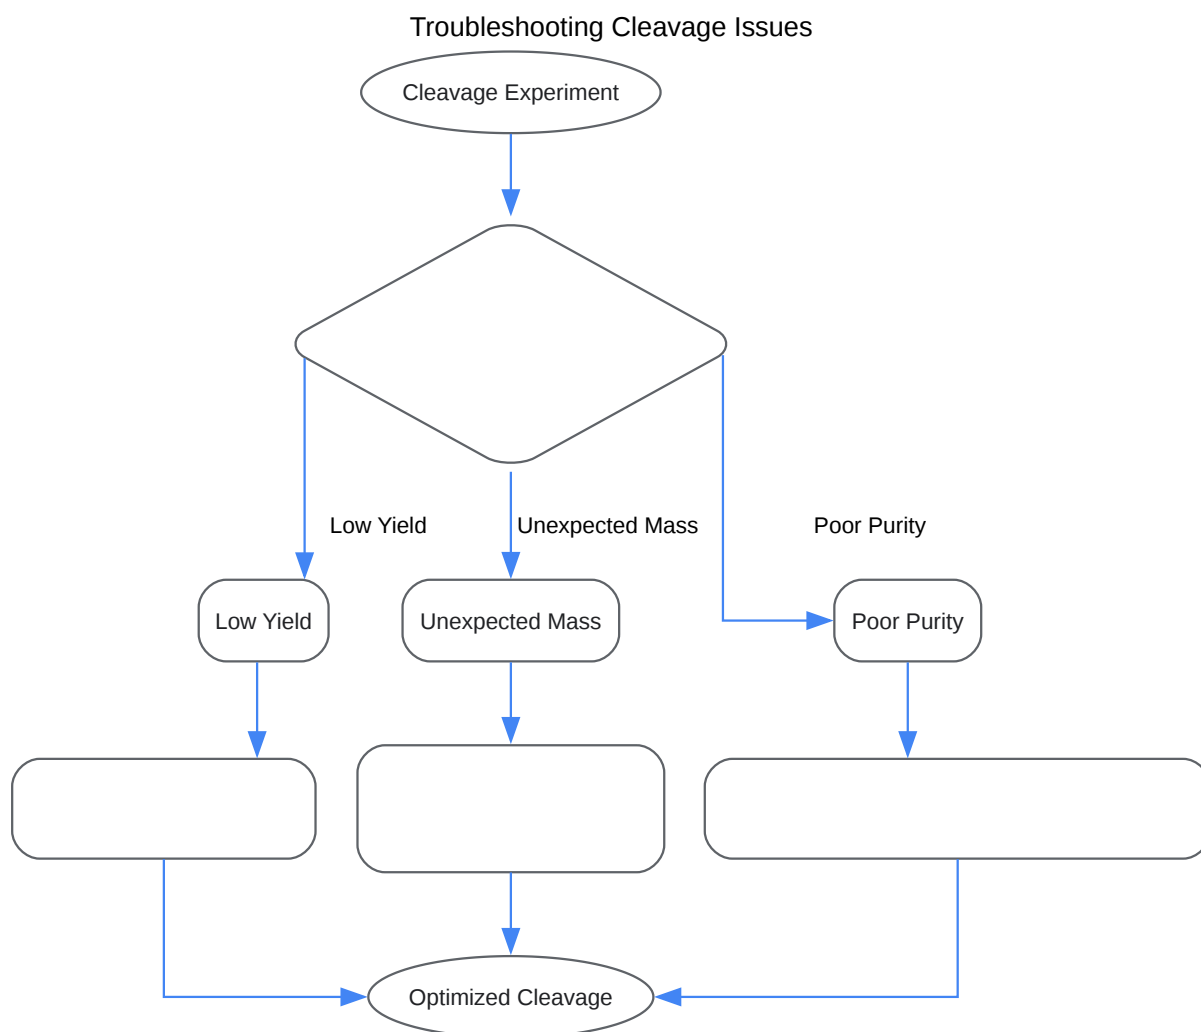 Troubleshooting Cleavage Issues
Cleavage Experiment
Low Yield
Unexpected Mass
Poor Purity
Low Yield
Unexpected Mass
Poor Purity
Optimized Cleavage